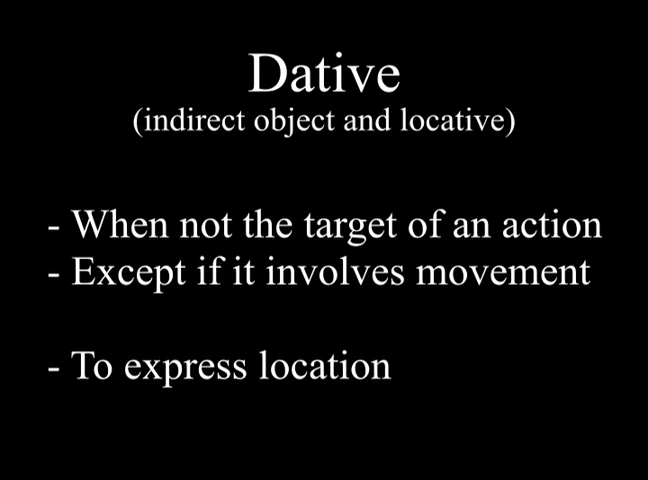 Dative
(indirect object and locative)
- When not the target of an action
- Except if it involves movement
- To express location